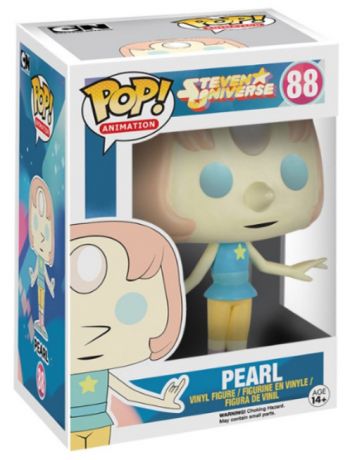 CN
POP!
ANIMATION
STEVEN UNIVERSE
88
PEARL
88
PEARL
VINYL FIGURE / FIGURINE EN VINYLE /
FIGURA DE VINIL
WARNING! Choking Hazard.
May contain small parts.
AGE
14+